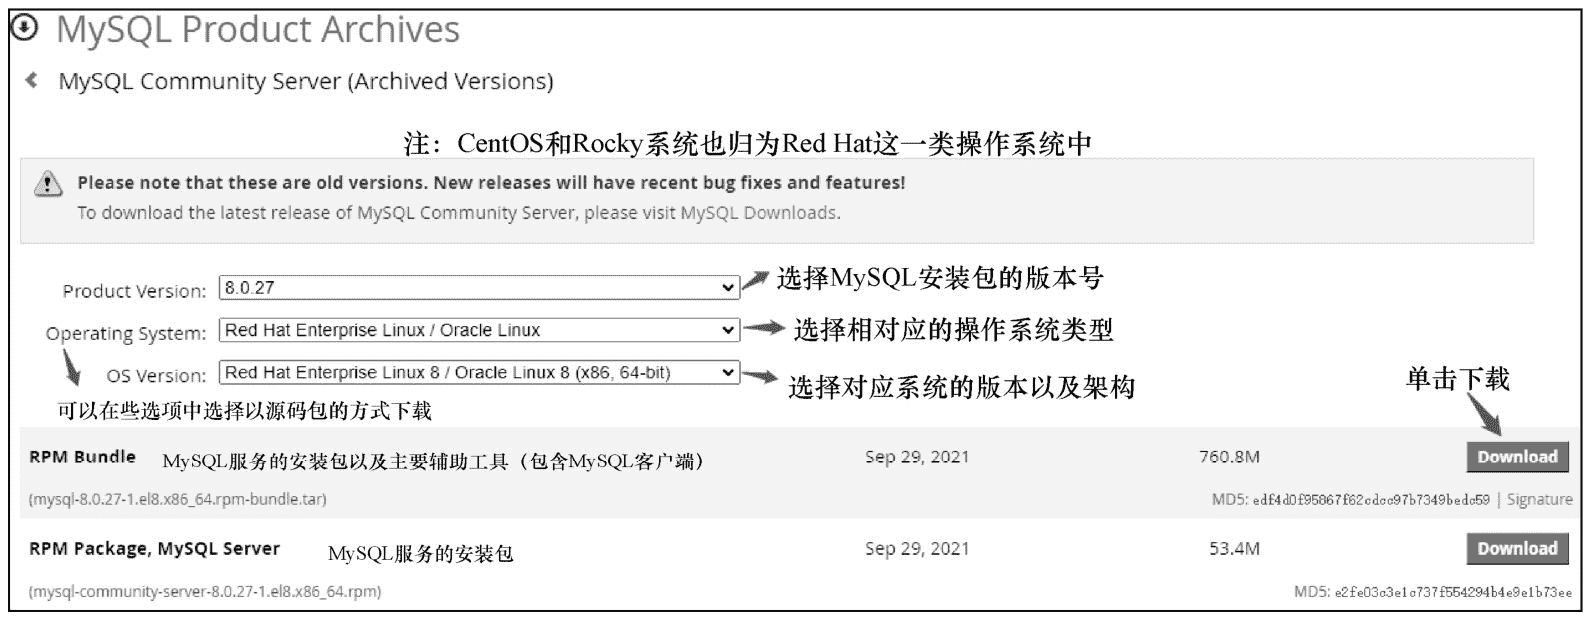 MySQL Product Archives
MySQL Community Server (Archived Versions)
注：CentOS和Rocky系统也归为Red Hat这一类操作系统中
Please note that these are old versions. New releases will have recent bug fixes and features!
To download the latest release of MySQL Community Server, please visit MySQL Downloads.
Product Version: 8.0.27 选择MySQL安装包的版本号
Operating System: Red Hat Enterprise Linux / Oracle Linux 选择相对应的操作系统类型
OS Version: Red Hat Enterprise Linux 8 / Oracle Linux 8 (x86, 64-bit) 选择对应系统的版本以及架构
单击下载
可以在些选项中选择以源码包的方式下载
RPM Bundle MySQL服务的安装包以及主要辅助工具（包含MySQL客户端） Sep 29, 2021 760.8M Download
(mysql-8.0.27-1.el8.x86_64.rpm-bundle.tar) MD5: edf4d0f95867f62cdcc97b7349bedc59 | Signature
RPM Package, MySQL Server MySQL服务的安装包 Sep 29, 2021 53.4M Download
(mysql-community-server-8.0.27-1.el8.x86_64.rpm) MD5: e2fe03c3e1c737f554294b4e9e1b73ee